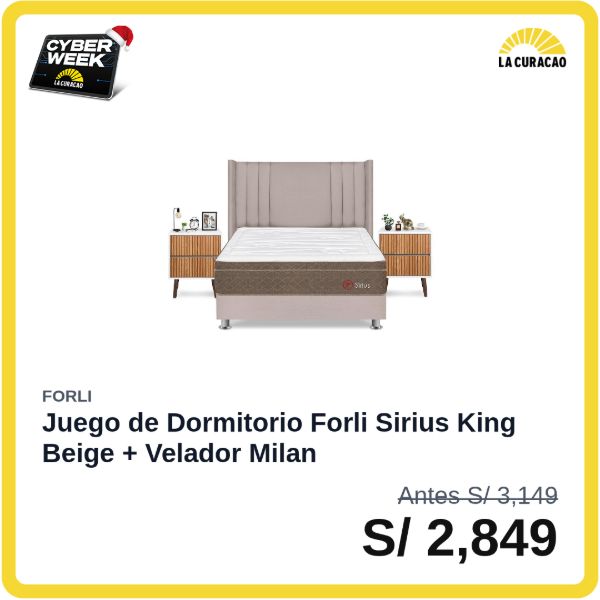 CYBER
WEEK
LA CURACAO
LA CURACAO
Sirius
FORLI
Juego de Dormitorio Forli Sirius King
Beige + Velador Milan
Antes S/ 3,149
S/ 2,849